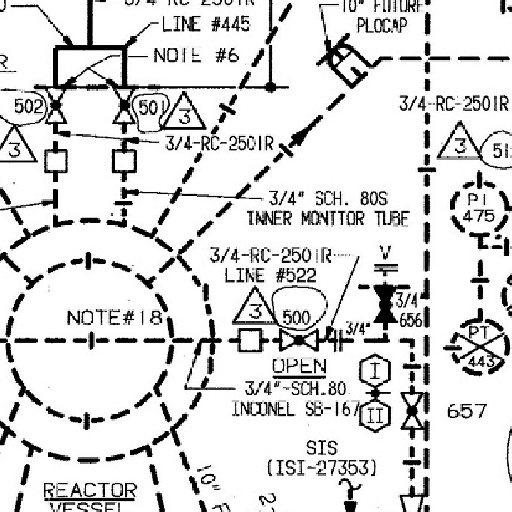 3/4-RC-2501R
LINE #445
NOTE #6
10" FUTURE
PLOCAP
502
501
3
3
3/4-RC-2501R
3/4-RC-2501R
3
51
PI
475
3/4" SCH. 80S
INNER MONITOR TUBE
3/4-RC-2501R
LINE #522
V
3
500
3/4"
3/4
656
NOTE#18
OPEN
3/4"-SCH.80
INCONEL SB-167
I
II
PT
443
657
SIS
(ISI-27353)
10"
REACTOR
VESSEL